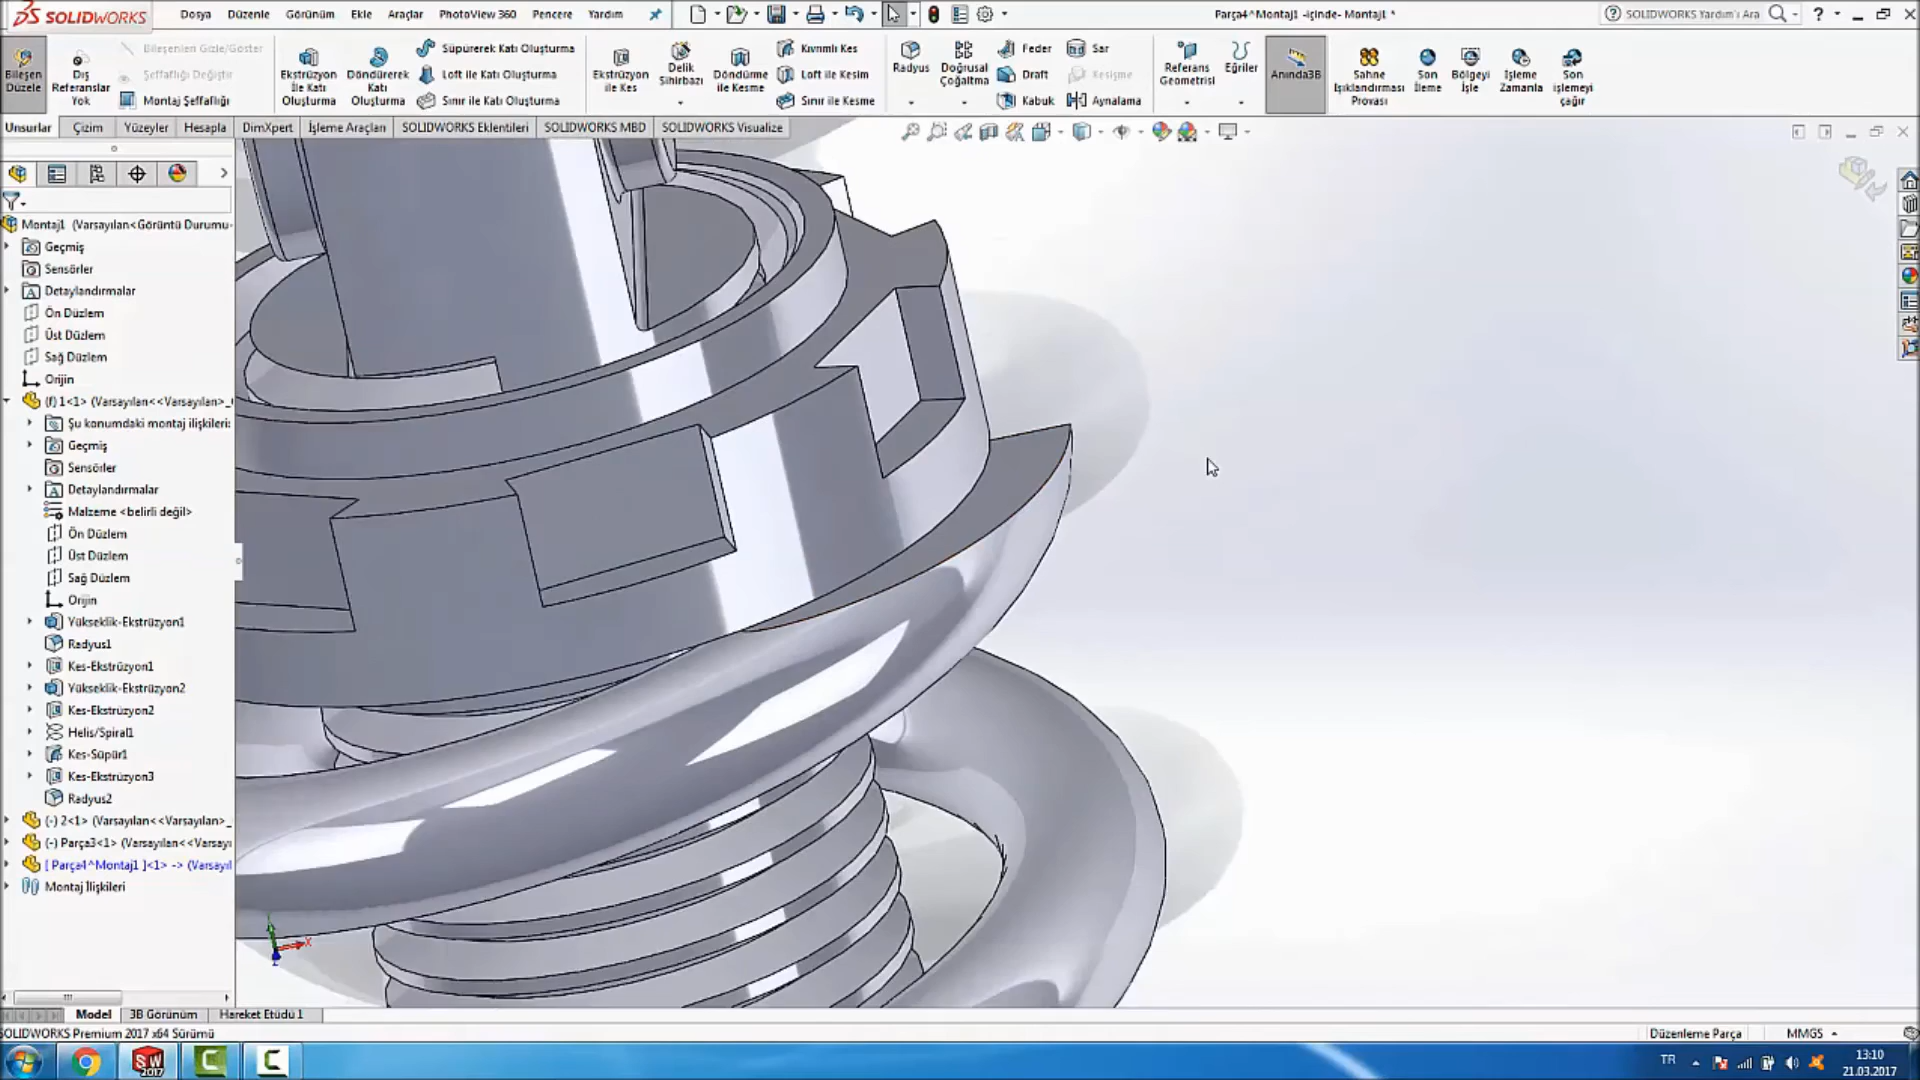 SOLIDWORKS
Dosya Düzenle Görünüm Ekle Araçlar PhotoView 360 Pencere Yardım
Parça4^Montaj1 -içinde- Montaj1 *
SOLIDWORKS Yardım'ı Ara
Bileşen Düzele
Dış Referanslar Yok
Bileşenleri Gizle/Göster
Şeffaflığı Değiştir
Montaj Şeffaflığı
Ekstrüzyon İle Katı Oluşturma
Döndürerek Katı Oluşturma
Süpürerek Katı Oluşturma
Loft ile Katı Oluşturma
Sınır ile Katı Oluşturma
Ekstrüzyon ile Kes
Delik Sihirbazı
Döndürme ile Kesme
Kıvrımlı Kes
Loft ile Kesim
Sınır ile Kesme
Radyus
Doğrusal Çoğaltma
Feder
Draft
Kabuk
Sar
Kesişme
Aynalama
Referans Geometrisi
Eğriler
Anında3B
Sahne Işıklandırması Provası
Son İleme
Bölgeyi İşle
İşleme Zamanla
Son işlemeyi çağır
Unsurlar Çizim Yüzeyler Hesapla DimXpert İşleme Araçları SOLIDWORKS Eklentileri SOLIDWORKS MBD SOLIDWORKS Visualize
Montaj1 (Varsayılan<Görüntü Durumu-
Geçmiş
Sensörler
Detaylandırmalar
Ön Düzlem
Üst Düzlem
Sağ Düzlem
Orijin
(f) 1<1> (Varsayılan<<Varsayılan>_
Şu konumdaki montaj ilişkileri:
Geçmiş
Sensörler
Detaylandırmalar
Malzeme <belirli değil>
Ön Düzlem
Üst Düzlem
Sağ Düzlem
Orijin
Yükseklik-Ekstrüzyon1
Radyus1
Kes-Ekstrüzyon1
Yükseklik-Ekstrüzyon2
Kes-Ekstrüzyon2
Helis/Spiral1
Kes-Süpür1
Kes-Ekstrüzyon3
Radyus2
(-) 2<1> (Varsayılan<<Varsayılan>_
(-) Parça3<1> (Varsayılan<<Varsayı
[ Parça4^Montaj1 ]<1> -> (Varsayıl
Montaj İlişkileri
X
Model 3B Görünüm Hareket Etüdü 1
SOLIDWORKS Premium 2017 x64 Sürümü
Düzenleme Parça MMGS
SW 2017
TR
13:10
21.03.2017